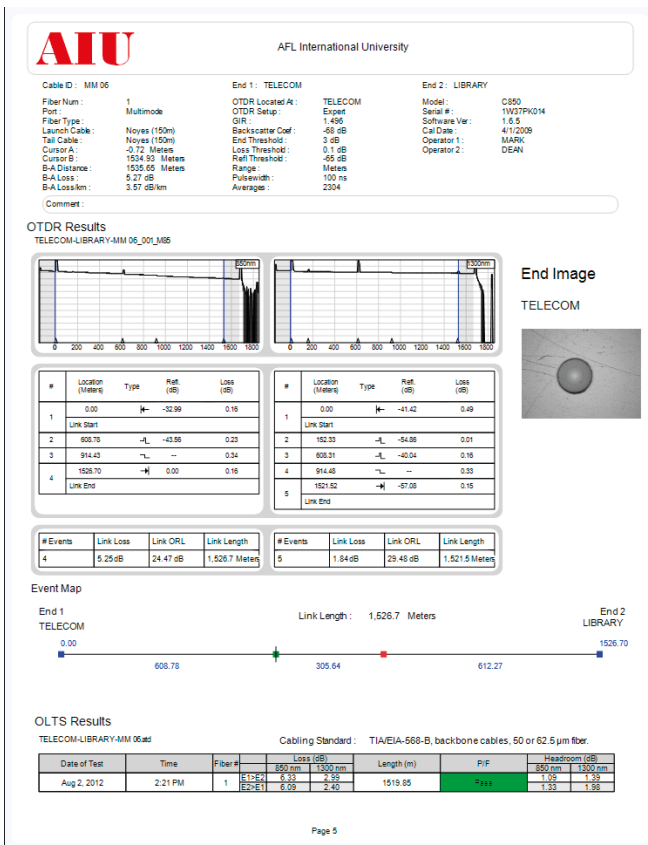 AIU
AFL International University
Cable ID : MM 06 End 1 : TELECOM End 2 : LIBRARY
Fiber Num : 1 OTDR Located At : TELECOM Model : C850
Port : Multimode OTDR Setup : Expert Serial # : 1W37PK014
Fiber Type : GIR : 1.496 Software Ver : 1.6.5
Launch Cable : Noyes (150m) Backscatter Coef : -68 dB Cal Date : 4/1/2009
Tail Cable : Noyes (150m) End Threshold : 3 dB Operator 1 : MARK
Cursor A : -0.72 Meters Loss Threshold : 0.1 dB Operator 2 : DEAN
Cursor B : 1534.93 Meters Refl Threshold : -65 dB
B-A Distance : 1535.65 Meters Range : Meters
B-A Loss : 5.27 dB Pulsewidth : 100 ns
B-A Loss/km : 3.57 dB/km Averages : 2304
Comment :
OTDR Results
TELECOM-LIBRARY-MM 06_001_M85
850nm 1300nm
0 200 400 600 800 1000 1200 1400 1600 1800 0 200 400 600 800 1000 1200 1400 1600 1800
End Image
TELECOM
# Location (Meters) Type Refl. (dB) Loss (dB)
1 0.00 -32.99 0.16
Link Start
2 608.78 -43.56 0.23
3 914.43 -- 0.34
4 1526.70 0.00 0.16
Link End
# Location (Meters) Type Refl. (dB) Loss (dB)
1 0.00 -41.42 0.49
Link Start
2 152.33 -54.86 0.01
3 608.31 -40.04 0.16
4 914.48 -- 0.33
5 1521.52 -57.08 0.15
Link End
# Events Link Loss Link ORL Link Length # Events Link Loss Link ORL Link Length
4 5.25 dB 24.47 dB 1,526.7 Meters 5 1.84 dB 29.48 dB 1,521.5 Meters
Event Map
End 1 Link Length : 1,526.7 Meters End 2
TELECOM LIBRARY
0.00 1526.70
608.78 305.64 612.27
OLTS Results
TELECOM-LIBRARY-MM 06.std Cabling Standard : TIA/EIA-568-B, backbone cables, 50 or 62.5 µm fiber.
Date of Test Time Fiber # Loss (dB) Length (m) P/F Headroom (dB)
850 nm 1300 nm 850 nm 1300 nm
Aug 2, 2012 2:21 PM 1 E1>E2 6.33 2.99 1519.85 Pass 1.09 1.39
E2>E1 6.09 2.40 1.33 1.98
Page 5